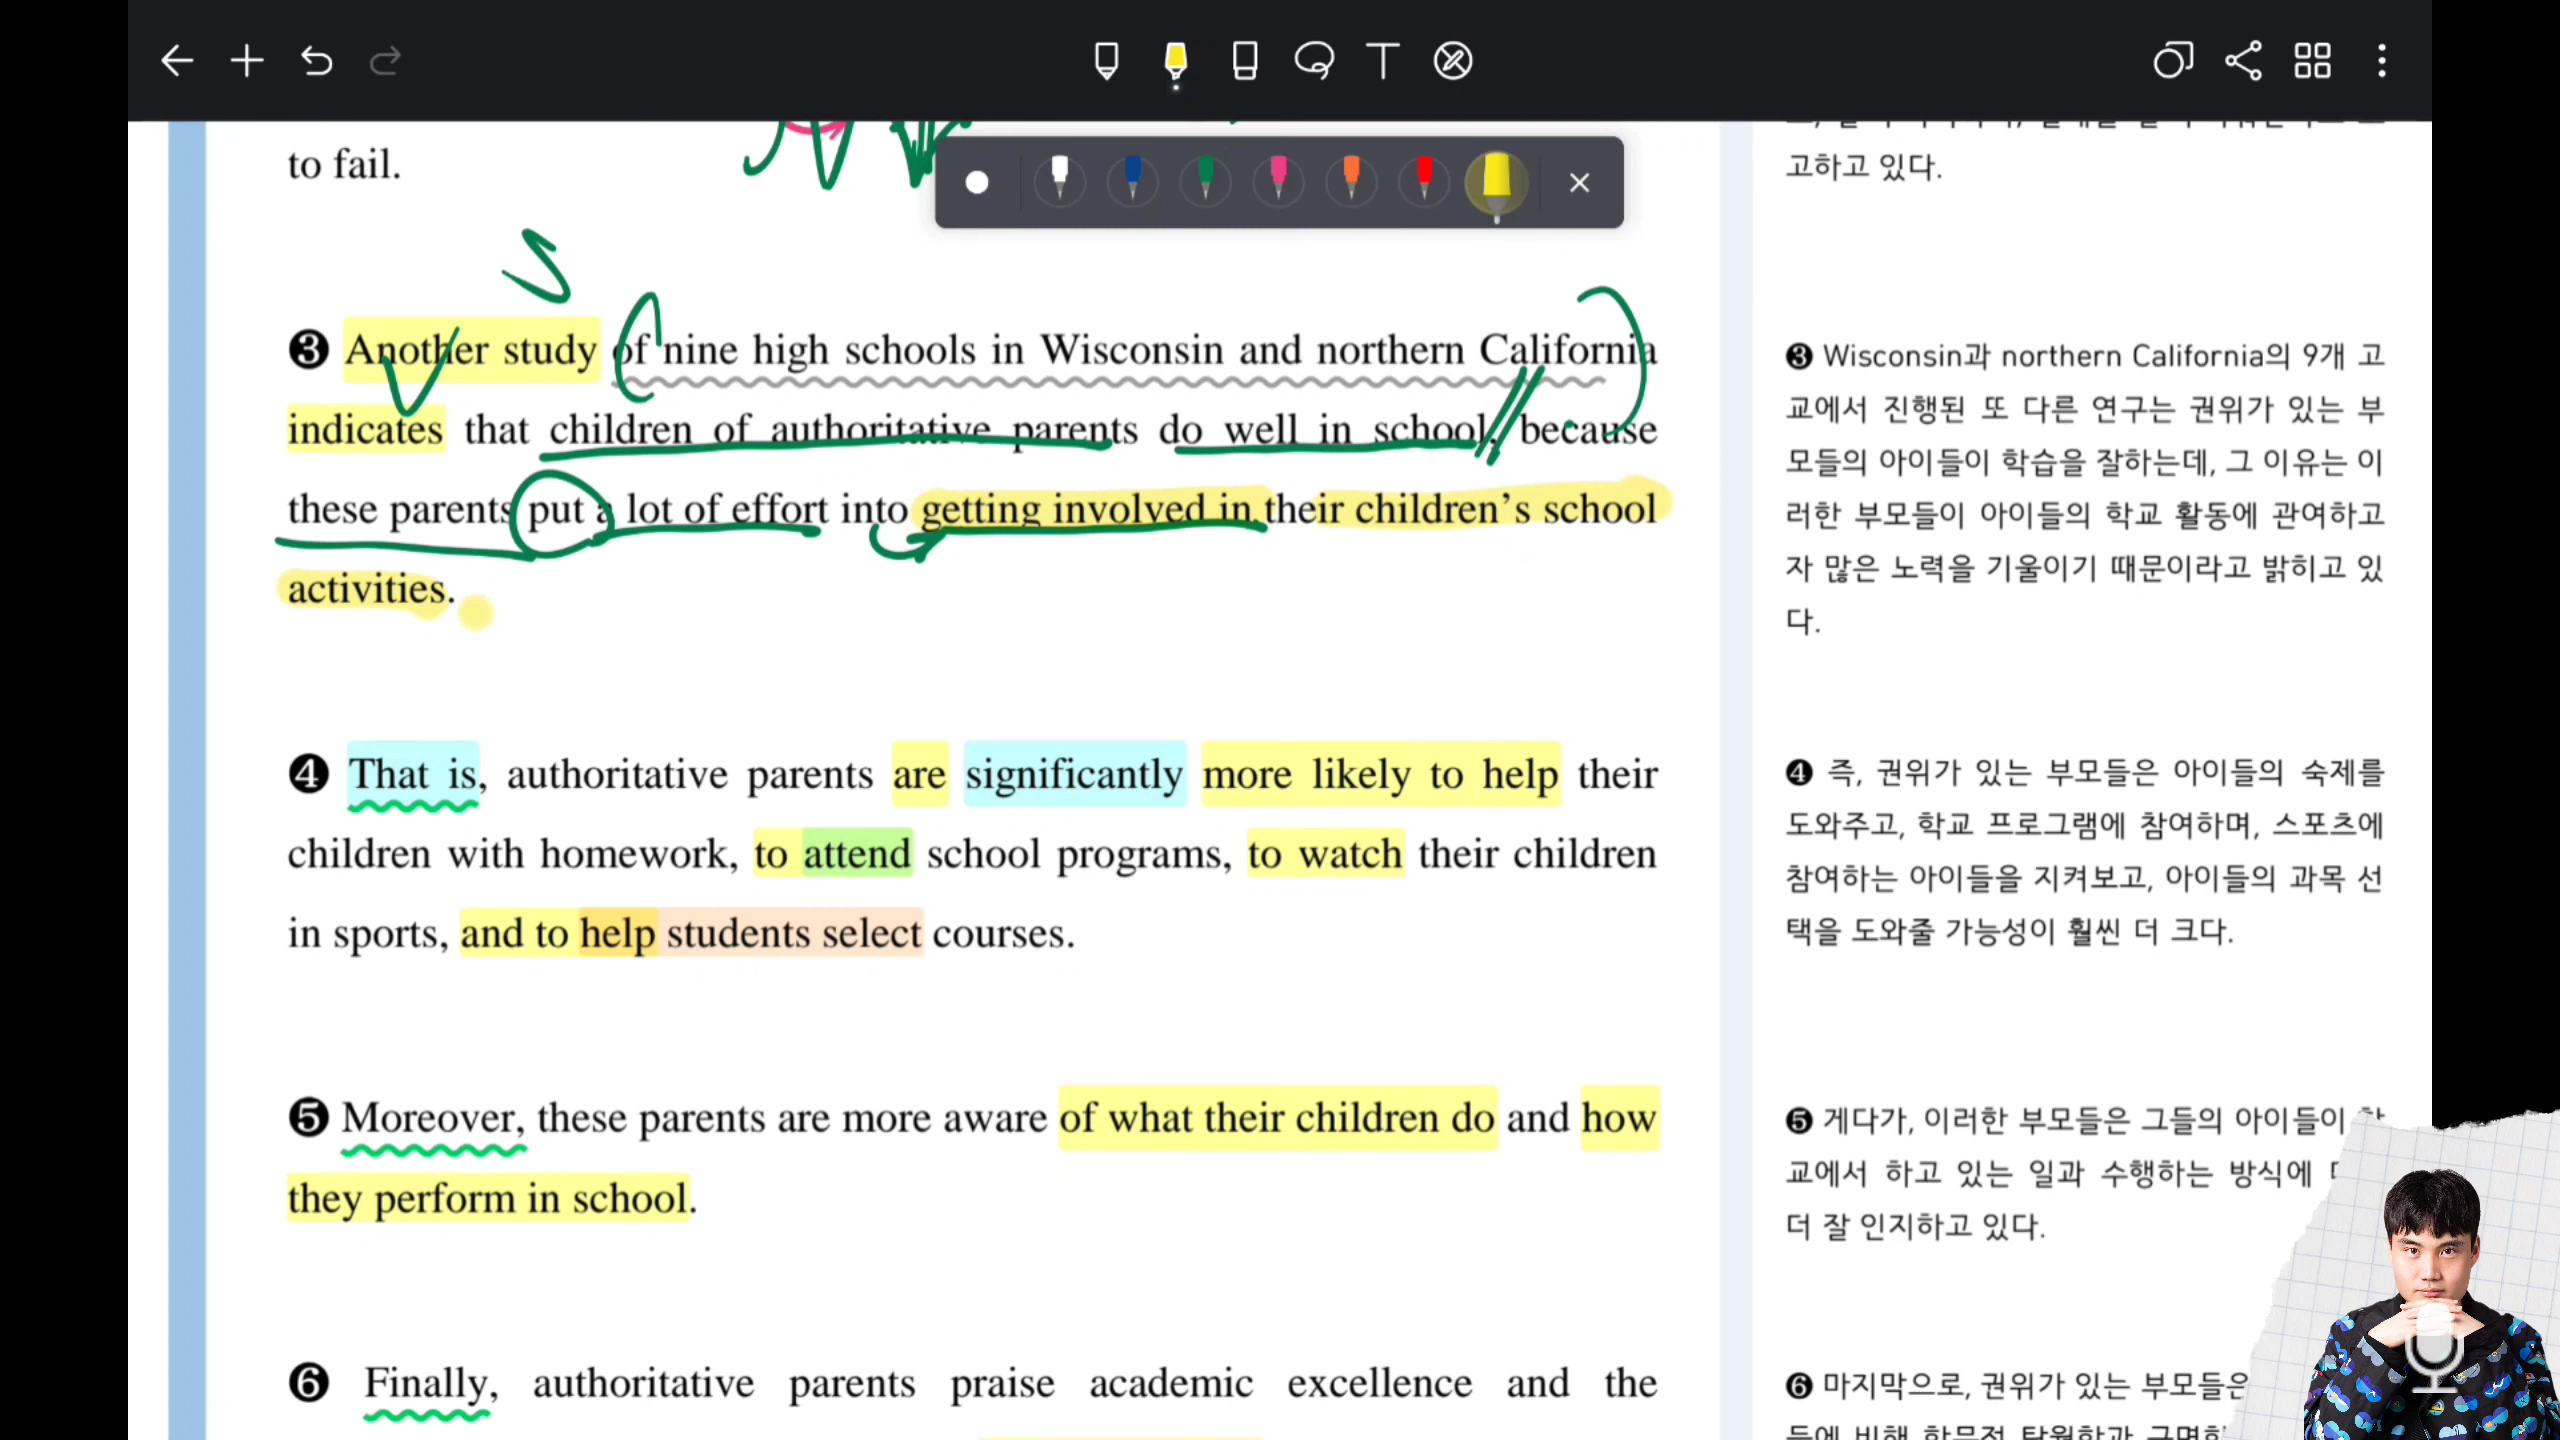 to fail.
고하고 있다.
❸ Another study of nine high schools in Wisconsin and northern California
indicates that children of authoritative parents do well in school, because
these parents put a lot of effort into getting involved in their children's school
activities.
❸ Wisconsin과 northern California의 9개 고
교에서 진행된 또 다른 연구는 권위가 있는 부
모들의 아이들이 학습을 잘하는데, 그 이유는 이
러한 부모들이 아이들의 학교 활동에 관여하고
자 많은 노력을 기울이기 때문이라고 밝히고 있
다.
❹ That is, authoritative parents are significantly more likely to help their
children with homework, to attend school programs, to watch their children
in sports, and to help students select courses.
❹ 즉, 권위가 있는 부모들은 아이들의 숙제를
도와주고, 학교 프로그램에 참여하며, 스포츠에
참여하는 아이들을 지켜보고, 아이들의 과목 선
택을 도와줄 가능성이 훨씬 더 크다.
❺ Moreover, these parents are more aware of what their children do and how
they perform in school.
❺ 게다가, 이러한 부모들은 그들의 아이들이
교에서 하고 있는 일과 수행하는 방식에
더 잘 인지하고 있다.
❻ Finally, authoritative parents praise academic excellence and the
❻ 마지막으로, 권위가 있는 부모들은